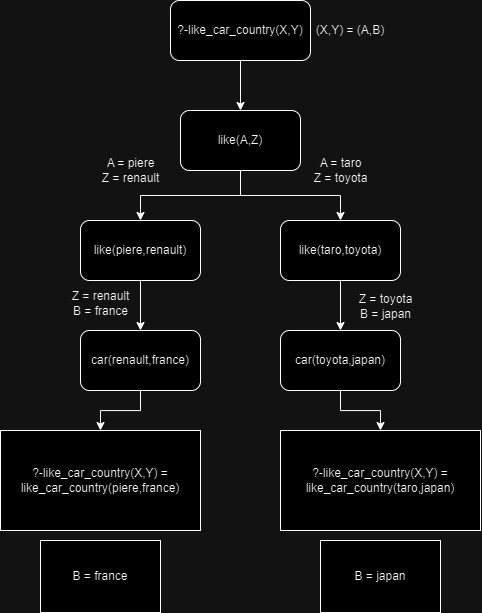 ?-like_car_country(X,Y) (X,Y) = (A,B)
like(A,Z)
A = piere
Z = renault
A = taro
Z = toyota
like(piere,renault)
like(taro,toyota)
Z = renault
B = france
Z = toyota
B = japan
car(renault,france)
car(toyota,japan)
?-like_car_country(X,Y) =
like_car_country(piere,france)
?-like_car_country(X,Y) =
like_car_country(taro,japan)
B = france
B = japan